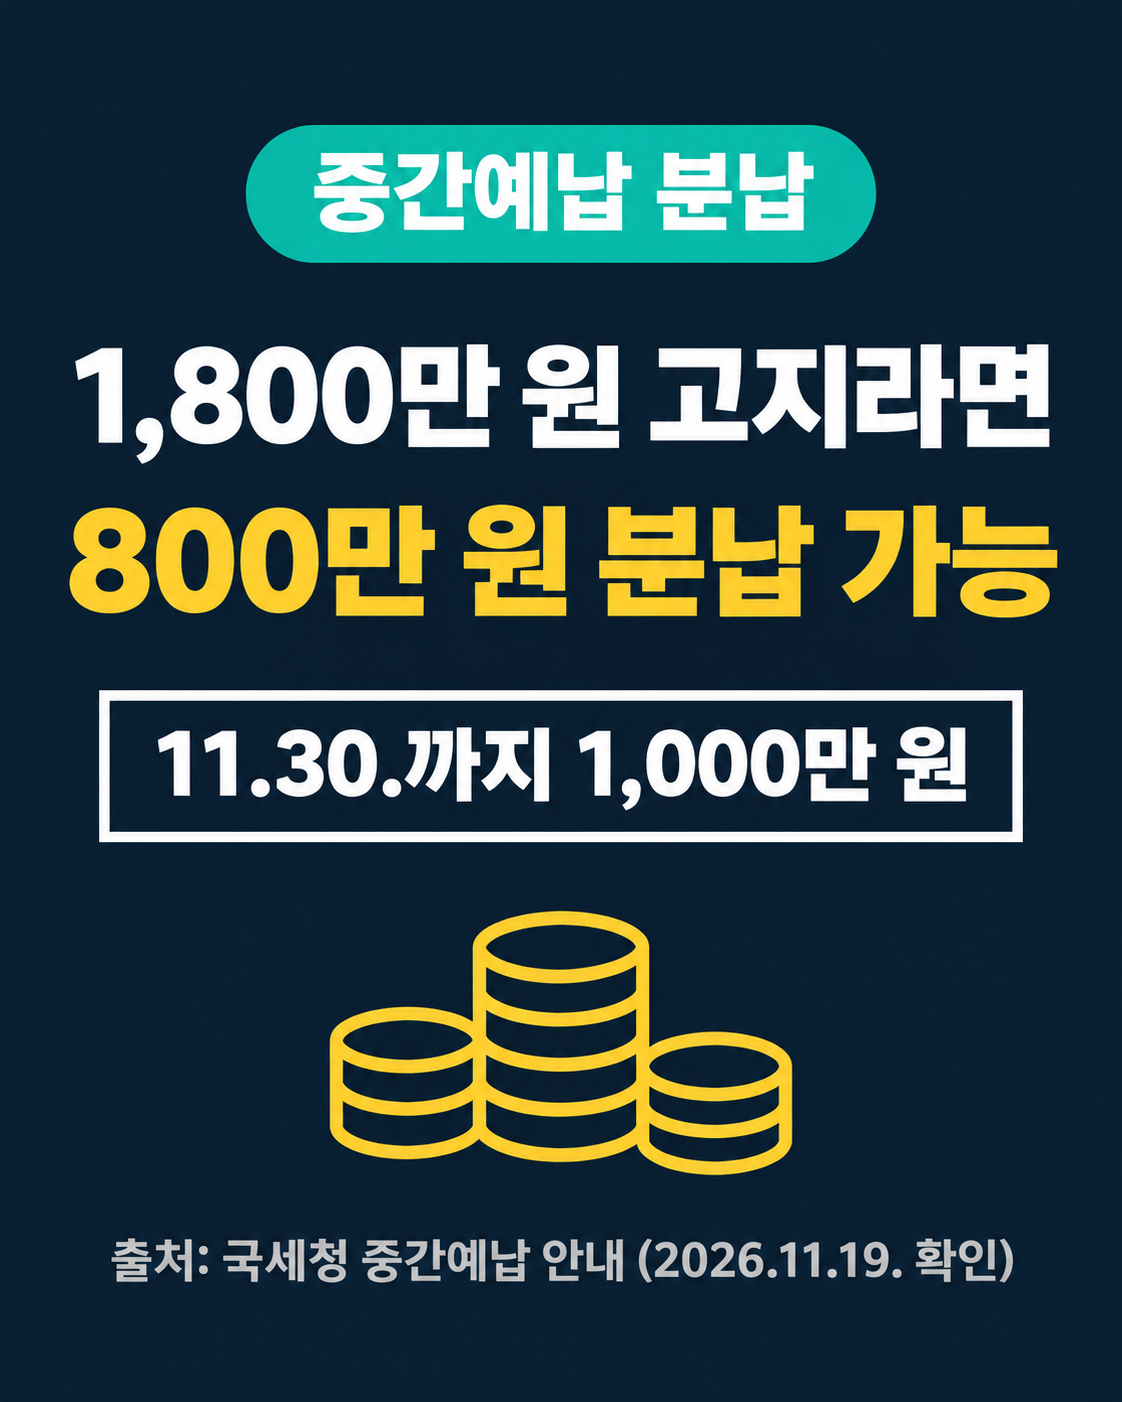 중간예납 분납
1,800만 원 고지라면
800만 원 분납 가능
11.30.까지 1,000만 원
출처: 국세청 중간예납 안내 (2026.11.19. 확인)